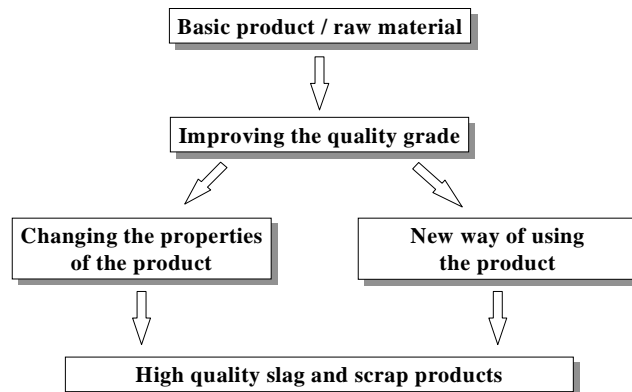 Basic product / raw material
Improving the quality grade
Changing the properties
of the product
New way of using
the product
High quality slag and scrap products